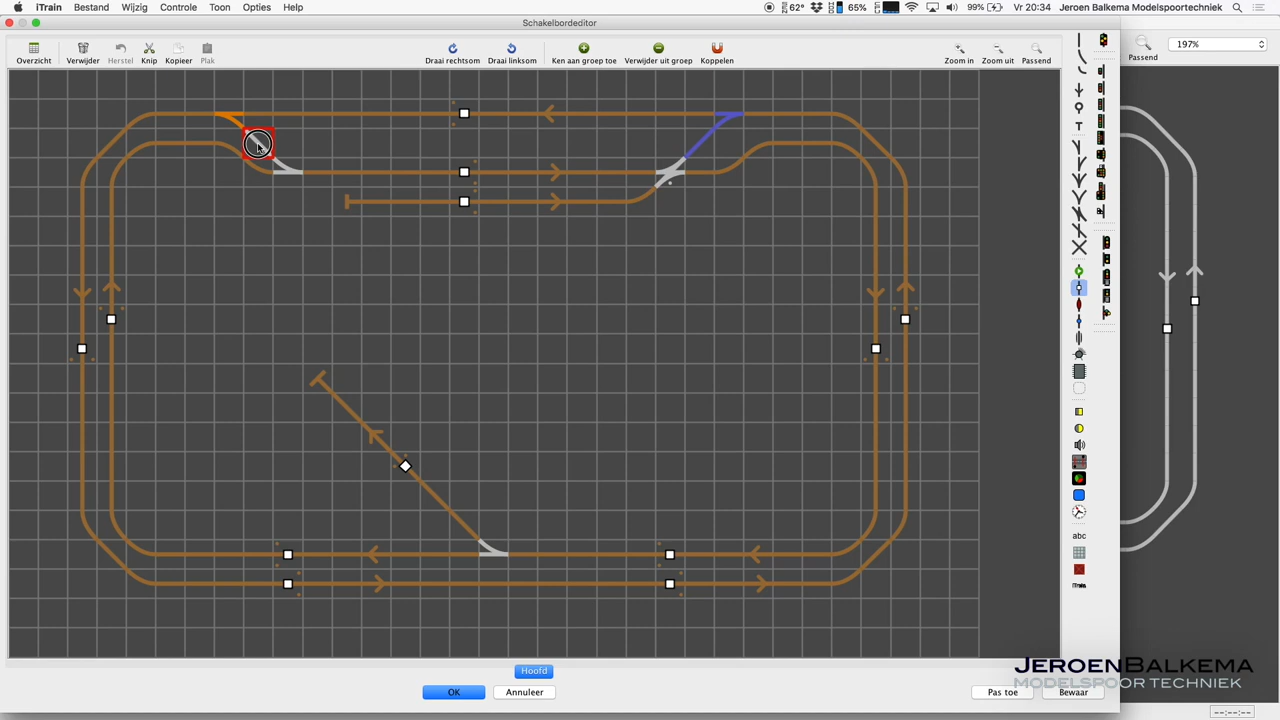 iTrain Bestand Wijzig Controle Toon Opties Help 62° 65% 99% Vr 20:34 Jeroen Balkema Modelspoortechniek
Schakelbordeditor
Overzicht Verwijder Herstel Knip Kopieer Plak Draai rechtsom Draai linksom Ken aan groep toe Verwijder uit groep Koppelen Zoom in Zoom uit Passend
Passend 197%
abc
Hoofd
OK Annuleer Pas toe Bewaar
JEROENBALKEMA
MODELSPOOR TECHNIEK
--:--:--